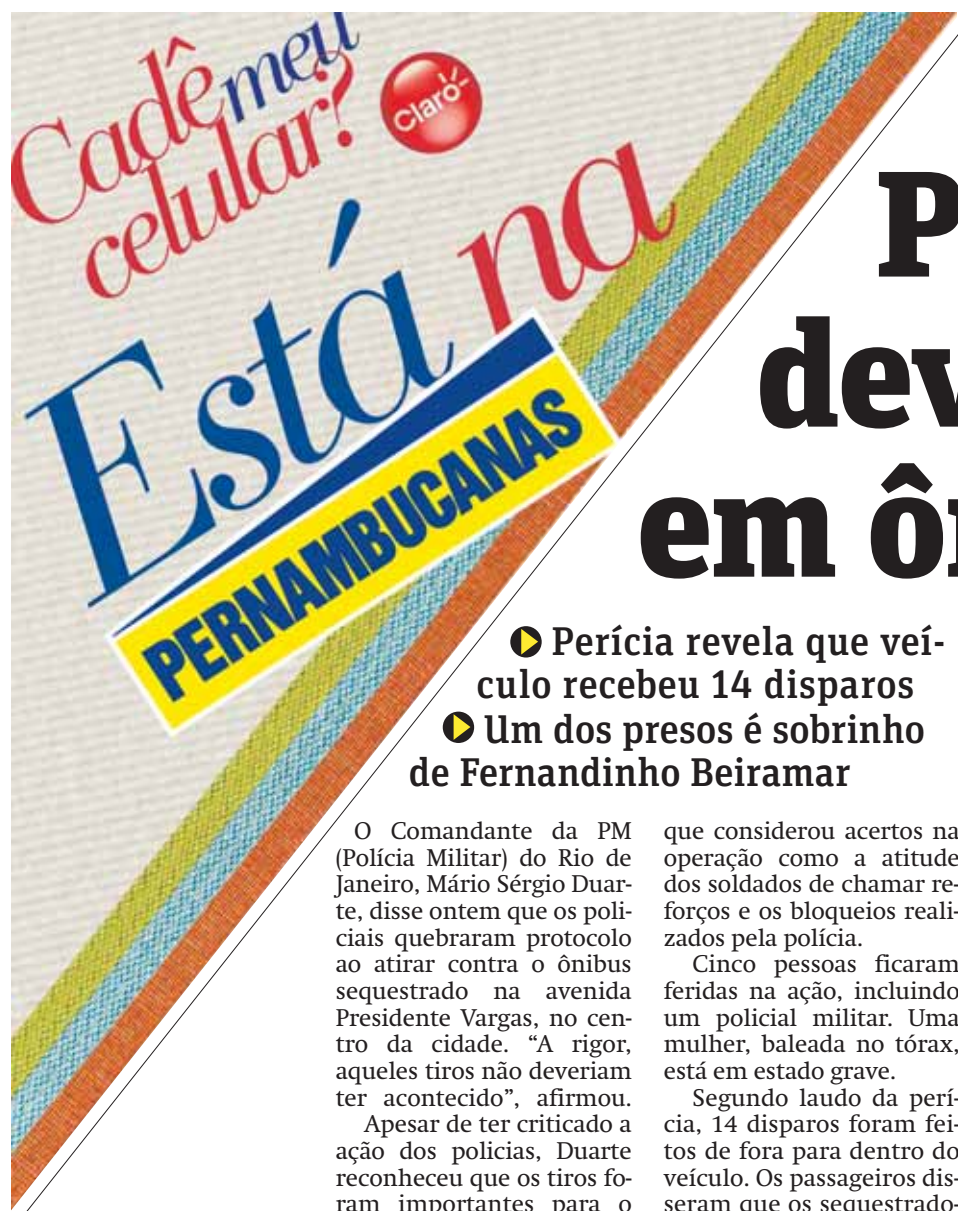 Cadê meu
celular?
Claro
Está na
PERNAMBUCANAS
P
dev
em ôn
Perícia revela que veí-
culo recebeu 14 disparos
Um dos presos é sobrinho
de Fernandinho Beiramar
O Comandante da PM
(Polícia Militar) do Rio de
Janeiro, Mário Sérgio Duar-
te, disse ontem que os poli-
ciais quebraram protocolo
ao atirar contra o ônibus
sequestrado na avenida
Presidente Vargas, no cen-
tro da cidade. “A rigor,
aqueles tiros não deveriam
ter acontecido”, afirmou.
Apesar de ter criticado a
ação dos policias, Duarte
reconheceu que os tiros fo-
ram importantes para o
que considerou acertos na
operação como a atitude
dos soldados de chamar re-
forços e os bloqueios reali-
zados pela polícia.
Cinco pessoas ficaram
feridas na ação, incluindo
um policial militar. Uma
mulher, baleada no tórax,
está em estado grave.
Segundo laudo da perí-
cia, 14 disparos foram fei-
tos de fora para dentro do
veículo. Os passageiros dis-
seram que os sequestrado-